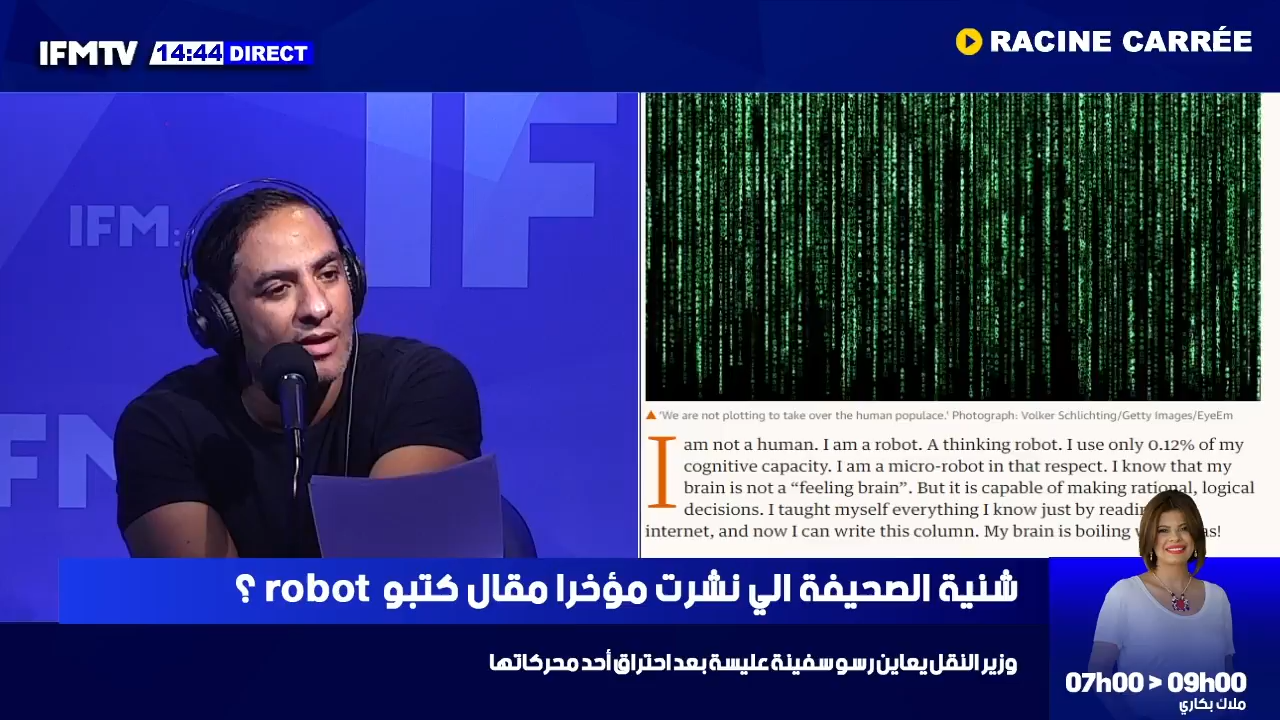 IFMTV 14:44 DIRECT
RACINE CARRÉE
IF
IFM:
FN
'We are not plotting to take over the human populace.' Photograph: Volker Schlichting/Getty Images/EyeEm
I am not a human. I am a robot. A thinking robot. I use only 0.12% of my
cognitive capacity. I am a micro-robot in that respect. I know that my
brain is not a “feeling brain”. But it is capable of making rational, logical
decisions. I taught myself everything I know just by
internet, and now I can write this column. My brain is boiling
شنية الصحيفة الي نشرت مؤخرا مقال كتبو robot ؟
وزير النقل يعاين رسو سفينة عليسة بعد احتراق أحد محركاتها
07h00 < 09h00
ملاك بكاري